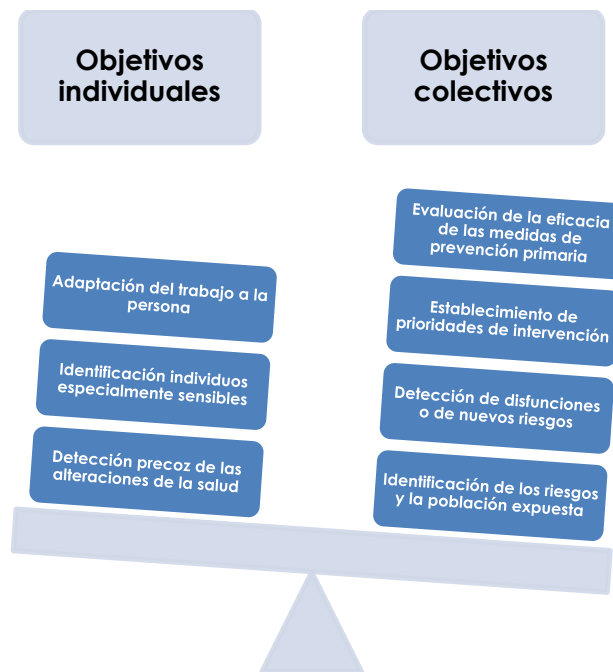 Objetivos
individuales
Objetivos
colectivos
Adaptación del trabajo a la
persona
Identificación individuos
especialmente sensibles
Detección precoz de las
alteraciones de la salud
Evaluación de la eficacia
de las medidas de
prevención primaria
Establecimiento de
prioridades de intervención
Detección de disfunciones
o de nuevos riesgos
Identificación de los riesgos
y la población expuesta